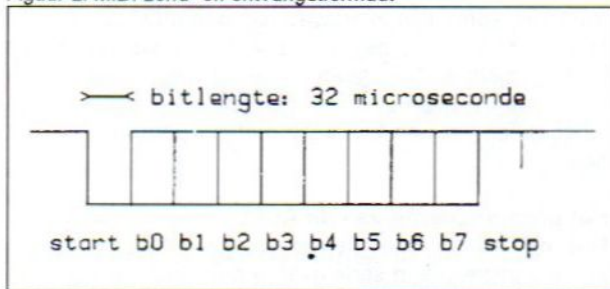 >—< bitlengte: 32 microseconde
start b0 b1 b2 b3 b4 b5 b6 b7 stop